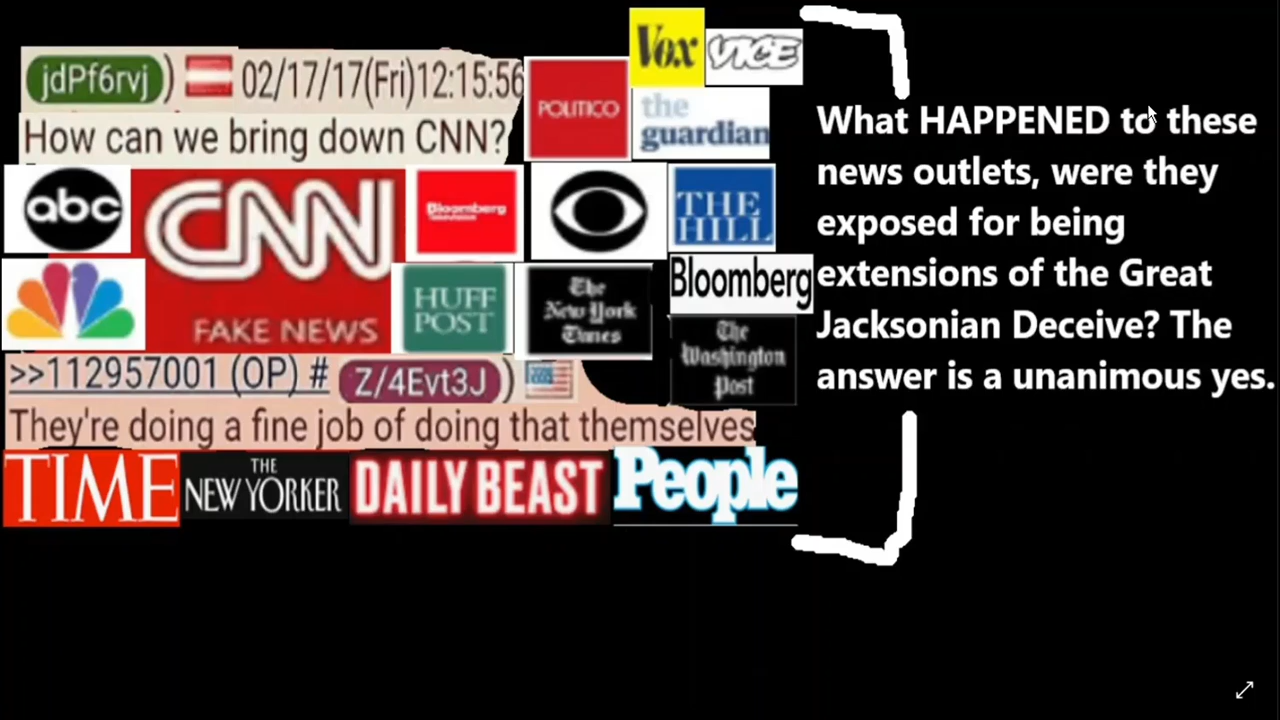 Vox VICE
jdPf6rvj) 02/17/17(Fri)12:15:56
POLITICO
the guardian
How can we bring down CNN?
abc
CNN
FAKE NEWS
Bloomberg
THE HILL
HUFF POST
The New York Times
Bloomberg
The Washington Post
>>112957001 (OP) # Z/4Evt3J)
They're doing a fine job of doing that themselves
TIME THE NEW YORKER DAILY BEAST People
What HAPPENED to these
news outlets, were they
exposed for being
extensions of the Great
Jacksonian Deceive? The
answer is a unanimous yes.